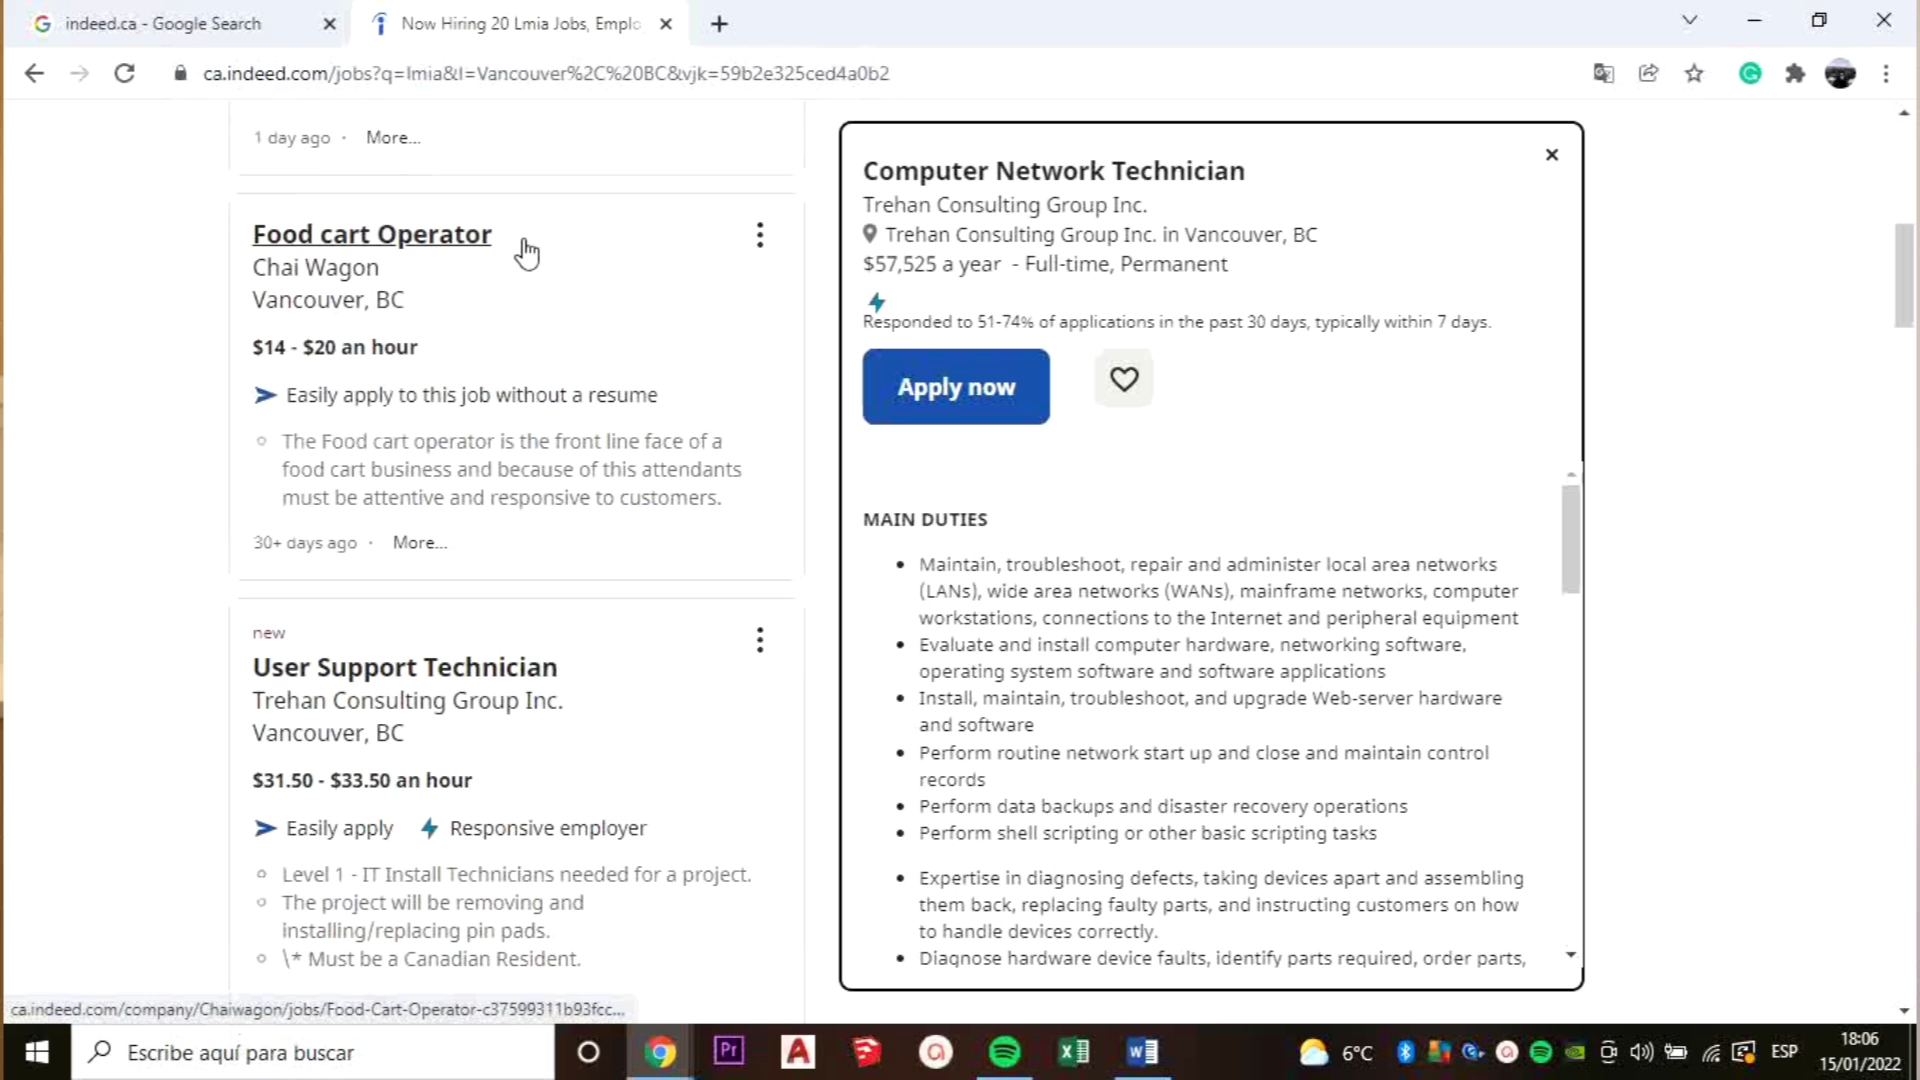 indeed.ca - Google Search
Now Hiring 20 Lmia Jobs, Emplo
ca.indeed.com/jobs?q=lmia&l=Vancouver%2C%20BC&vjk=59b2e325ced4a0b2
1 day ago · More...
Food cart Operator
Chai Wagon
Vancouver, BC
$14 - $20 an hour
Easily apply to this job without a resume
The Food cart operator is the front line face of a
food cart business and because of this attendants
must be attentive and responsive to customers.
30+ days ago · More...
new
User Support Technician
Trehan Consulting Group Inc.
Vancouver, BC
$31.50 - $33.50 an hour
Easily apply Responsive employer
Level 1 - IT Install Technicians needed for a project.
The project will be removing and
installing/replacing pin pads.
\* Must be a Canadian Resident.
Computer Network Technician
Trehan Consulting Group Inc.
Trehan Consulting Group Inc. in Vancouver, BC
$57,525 a year - Full-time, Permanent
Responded to 51-74% of applications in the past 30 days, typically within 7 days.
Apply now
MAIN DUTIES
Maintain, troubleshoot, repair and administer local area networks
(LANs), wide area networks (WANs), mainframe networks, computer
workstations, connections to the Internet and peripheral equipment
Evaluate and install computer hardware, networking software,
operating system software and software applications
Install, maintain, troubleshoot, and upgrade Web-server hardware
and software
Perform routine network start up and close and maintain control
records
Perform data backups and disaster recovery operations
Perform shell scripting or other basic scripting tasks
Expertise in diagnosing defects, taking devices apart and assembling
them back, replacing faulty parts, and instructing customers on how
to handle devices correctly.
Diagnose hardware device faults, identify parts required, order parts,
ca.indeed.com/company/Chaiwagon/jobs/Food-Cart-Operator-c37599311b93fcc...
Escribe aquí para buscar
Pr
6°C
ESP
18:06
15/01/2022